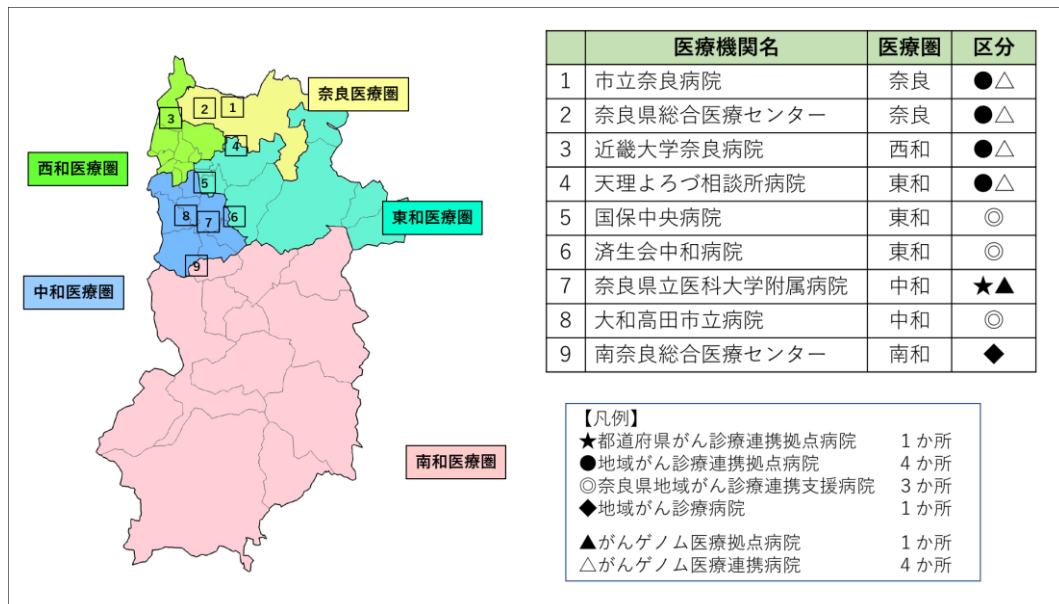 奈良医療圏
西和医療圏
東和医療圏
中和医療圏
南和医療圏
1
2
3
4
5
6
7
8
9
医療機関名 医療圏 区分
1 市立奈良病院 奈良 ●△
2 奈良県総合医療センター 奈良 ●△
3 近畿大学奈良病院 西和 ●△
4 天理よろづ相談所病院 東和 ●△
5 国保中央病院 東和 ◎
6 済生会中和病院 東和 ◎
7 奈良県立医科大学附属病院 中和 ★▲
8 大和高田市立病院 中和 ◎
9 南奈良総合医療センター 南和 ◆
【凡例】
★都道府県がん診療連携拠点病院 1か所
●地域がん診療連携拠点病院 4か所
◎奈良県地域がん診療連携支援病院 3か所
◆地域がん診療病院 1か所
▲がんゲノム医療拠点病院 1か所
△がんゲノム医療連携病院 4か所